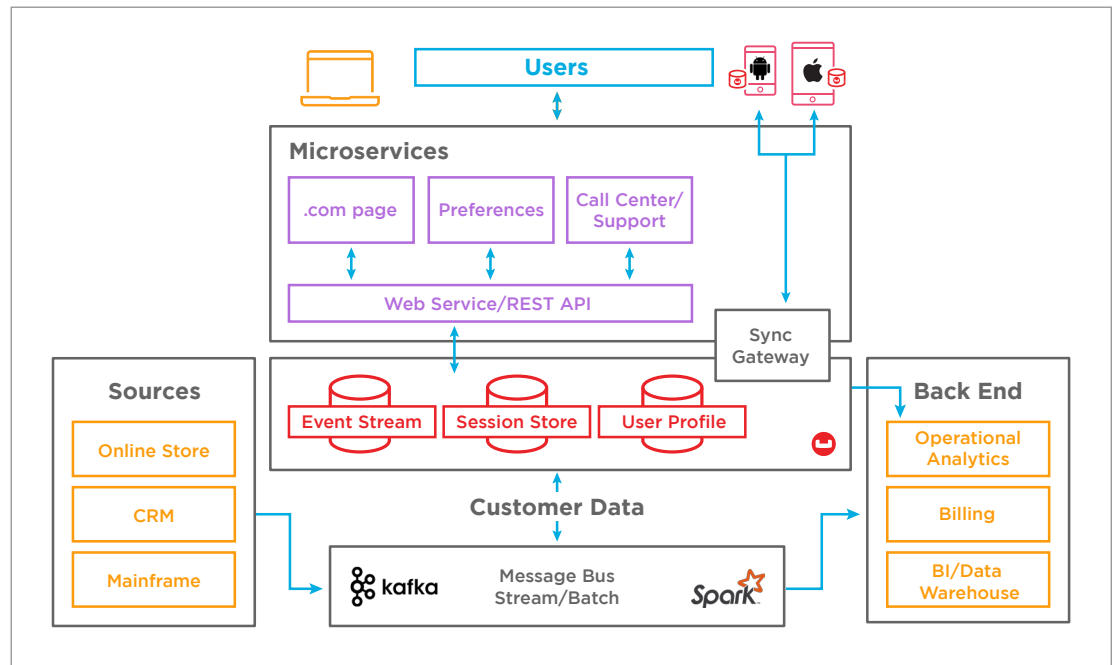 Users
Microservices
.com page
Preferences
Call Center/
Support
Web Service/REST API
Sync
Gateway
Sources
Online Store
CRM
Mainframe
Event Stream
Session Store
User Profile
Back End
Operational
Analytics
Billing
BI/Data
Warehouse
Customer Data
kafka
Message Bus
Stream/Batch
Spark